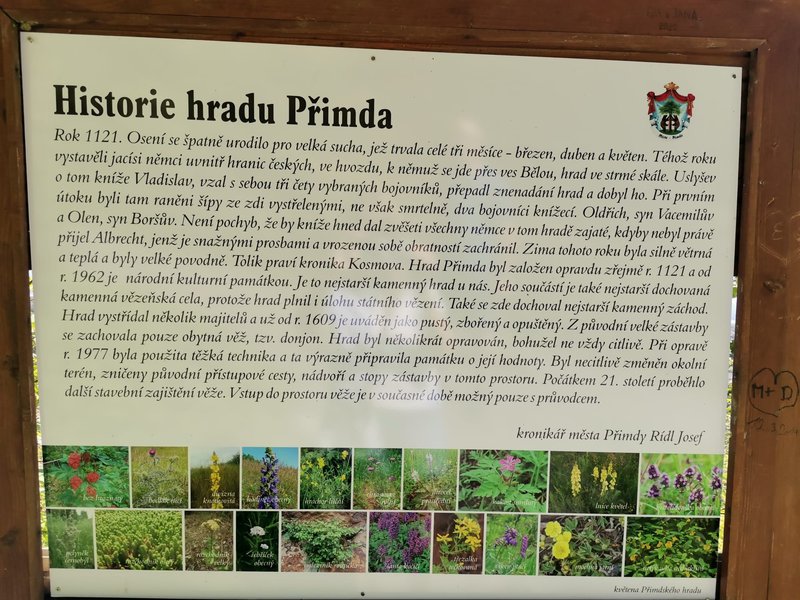 Historie hradu Přimda
Rok 1121. Osení se špatně urodilo pro velká sucha, jež trvala celé tři měsíce - březen, duben a květen. Téhož roku
vystavěli jacísi němci uvnitř hranic českých, ve hvozdu, k němuž se jde přes ves Bělou, hrad ve strmé skále. Uslyšev
o tom kníže Vladislav, vzal s sebou tři čety vybraných bojovníků, přepadl znenadání hrad a dobyl ho. Při prvním
útoku byli tam raněni šípy ze zdi vystřelenými, ne však smrtelně, dva bojovníci knížecí. Oldřich, syn Vacemilův
a Olen, syn Boršův. Není pochyb, že by kníže hned dal zvěšeti všechny němce v tom hradě zajaté, kdyby nebyl právě
přijel Albrecht, jenž je snažnými prosbami a vrozenou sobě obratností zachránil. Zima tohoto roku byla silně větrná
a teplá a byly velké povodně. Tolik praví kronika Kosmova. Hrad Přimda byl založen opravdu zřejmě r. 1121 a od
r. 1962 je národní kulturní památkou. Je to nejstarší kamenný hrad u nás. Jeho součástí je také nejstarší dochovaná
kamenná vězeňská cela, protože hrad plnil i úlohu státního vězení. Také se zde dochoval nejstarší kamenný záchod.
Hrad vystřídal několik majitelů a už od r. 1609 je uváděn jako pustý, zbořený a opuštěný. Z původní velké zástavby
se zachovala pouze obytná věž, tzv. donjon. Hrad byl několikrát opravován, bohužel ne vždy citlivě. Při opravě
r. 1977 byla použita těžká technika a ta výrazně připravila památku o její hodnoty. Byl necitlivě změněn okolní
terén, zničeny původní přístupové cesty, nádvoří a stopy zástavby v tomto prostoru. Počátkem 21. století proběhlo
další stavební zajištění věže. Vstup do prostoru věže je v současné době možný pouze s průvodcem.
kronikář města Přimdy Rídl Josef
bez hroznatý
divizna
knotkovitá
hrachor luční
lnice květel
rozchodník
velký
řebříček
obecný
třezalka
tečkovaná
květena Přimdského hradu
M+D